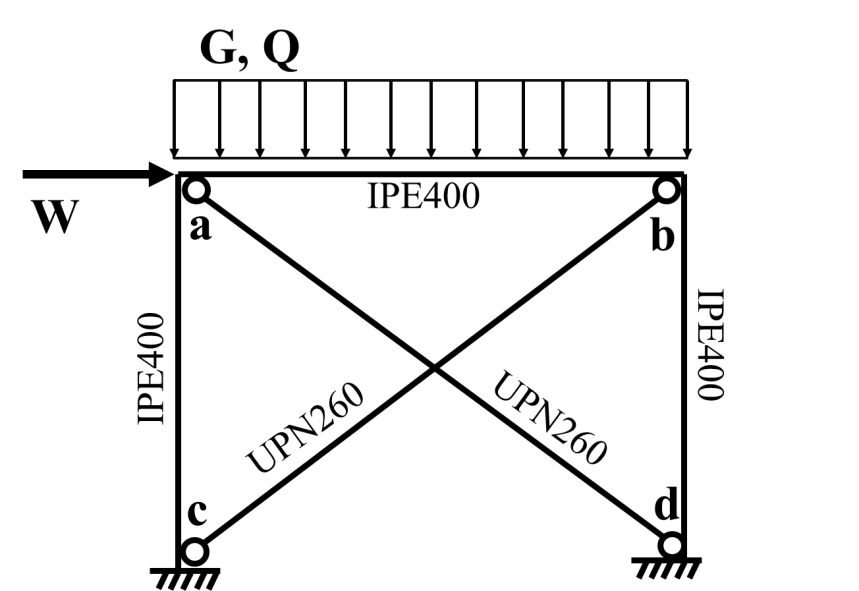 G, Q
W
IPE400
a
b
IPE400
IPE400
UPN260
UPN260
c
d